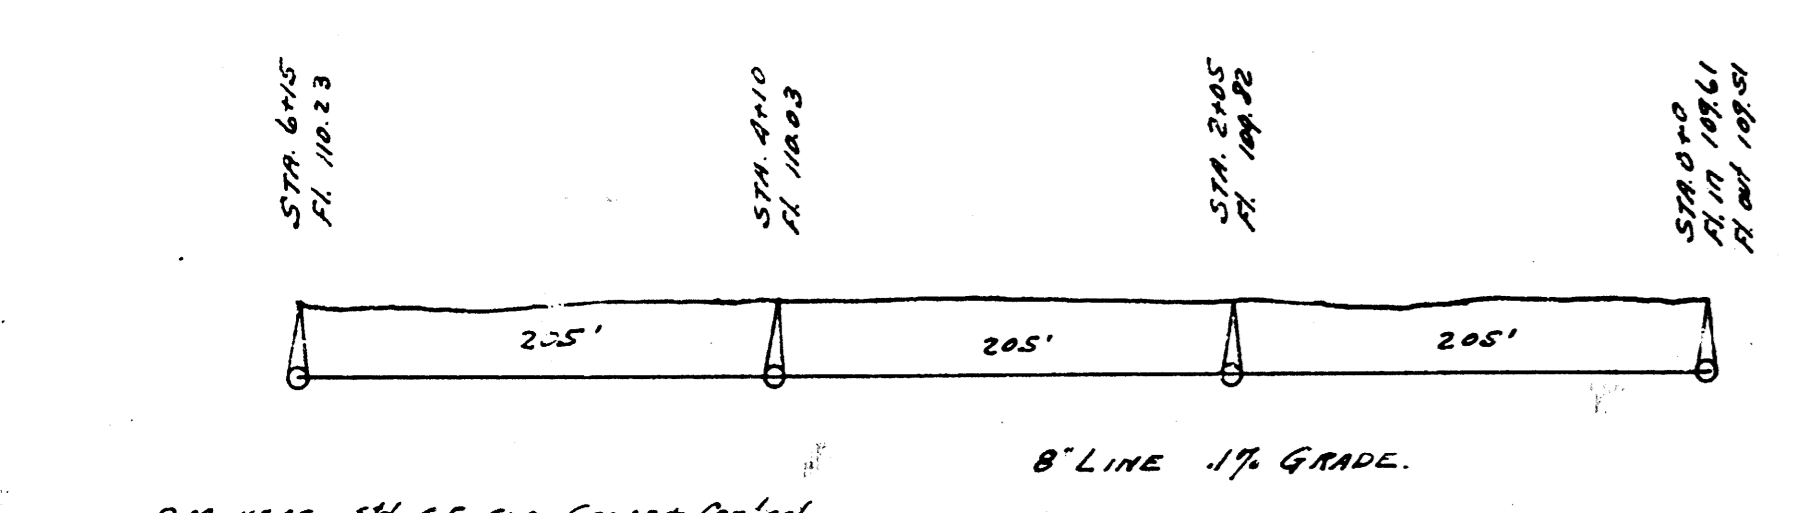 STA. 6+15
Fl. 110.23
STA. 4+10
Fl. 110.03
STA. 2+05
Fl. 109.82
STA. 0+0
Fl. in 109.61
Fl. out 109.51
205'
205'
205'
8" LINE .1% GRADE.